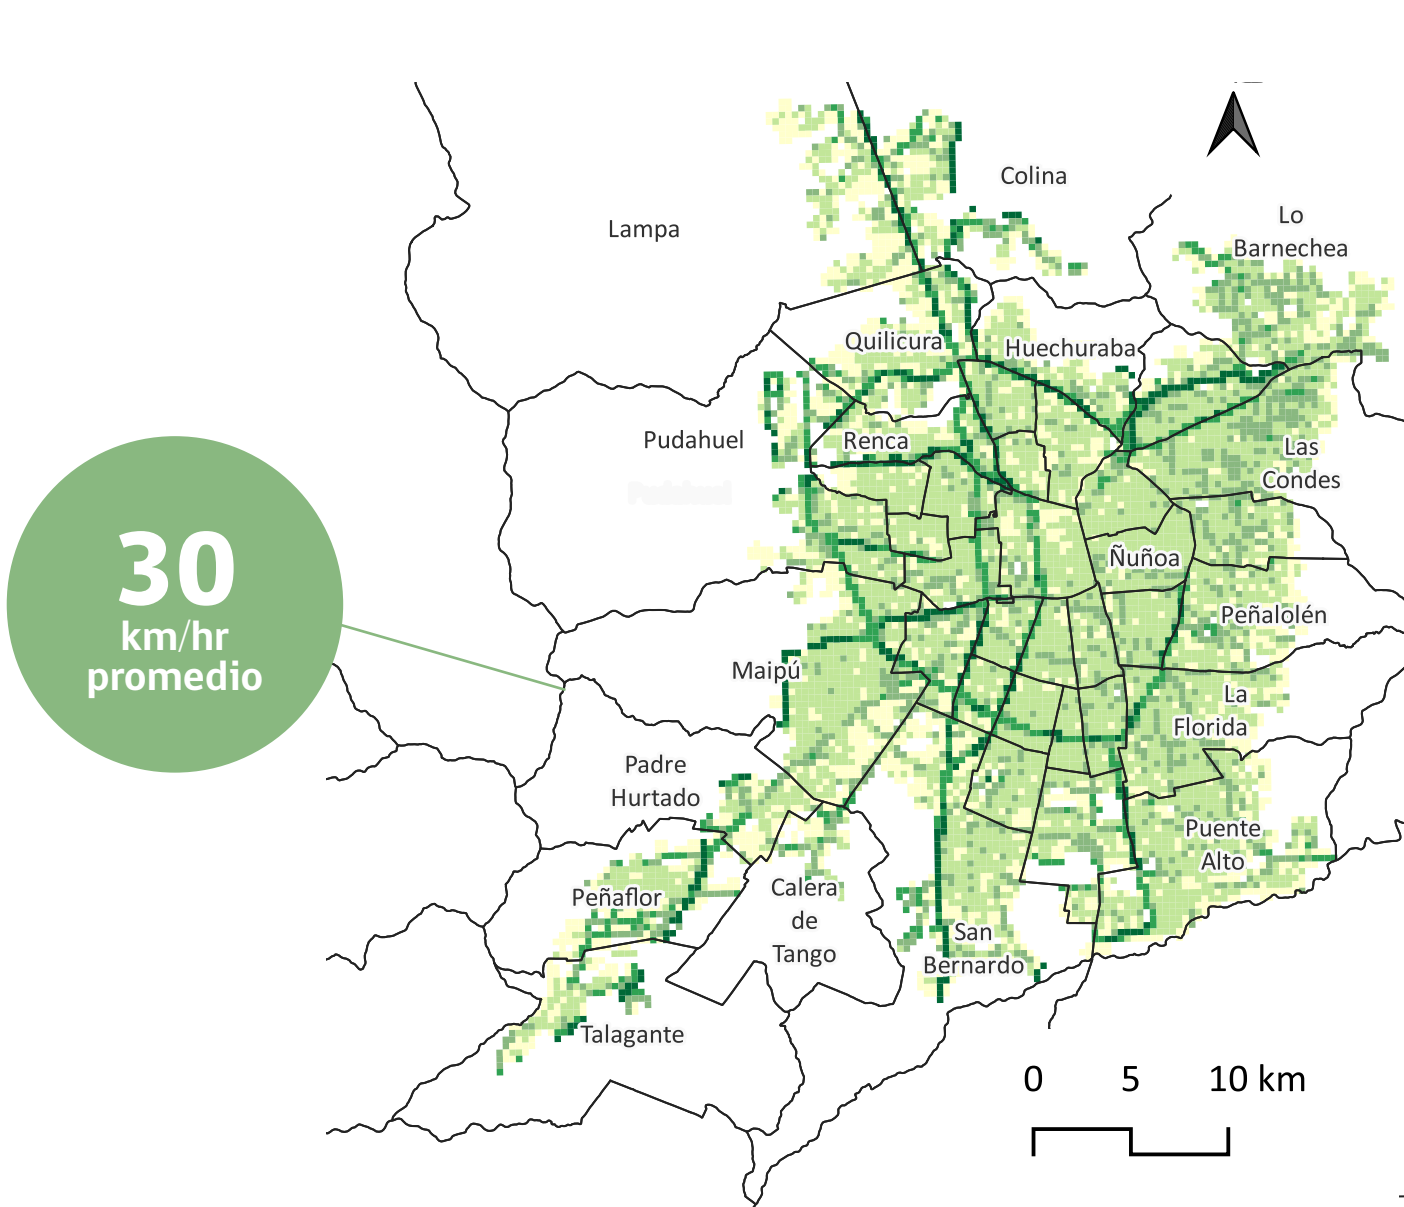 Colina
Lo
Barnechea
Lampa
Quilicura
Huechuraba
Pudahuel
Renca
Las
Condes
30
km/hr
promedio
Ñuñoa
Peñalolén
Maipú
La
Florida
Padre
Hurtado
Puente
Alto
Peñaflor
Calera
de
Tango
San
Bernardo
Talagante
0 5 10 km